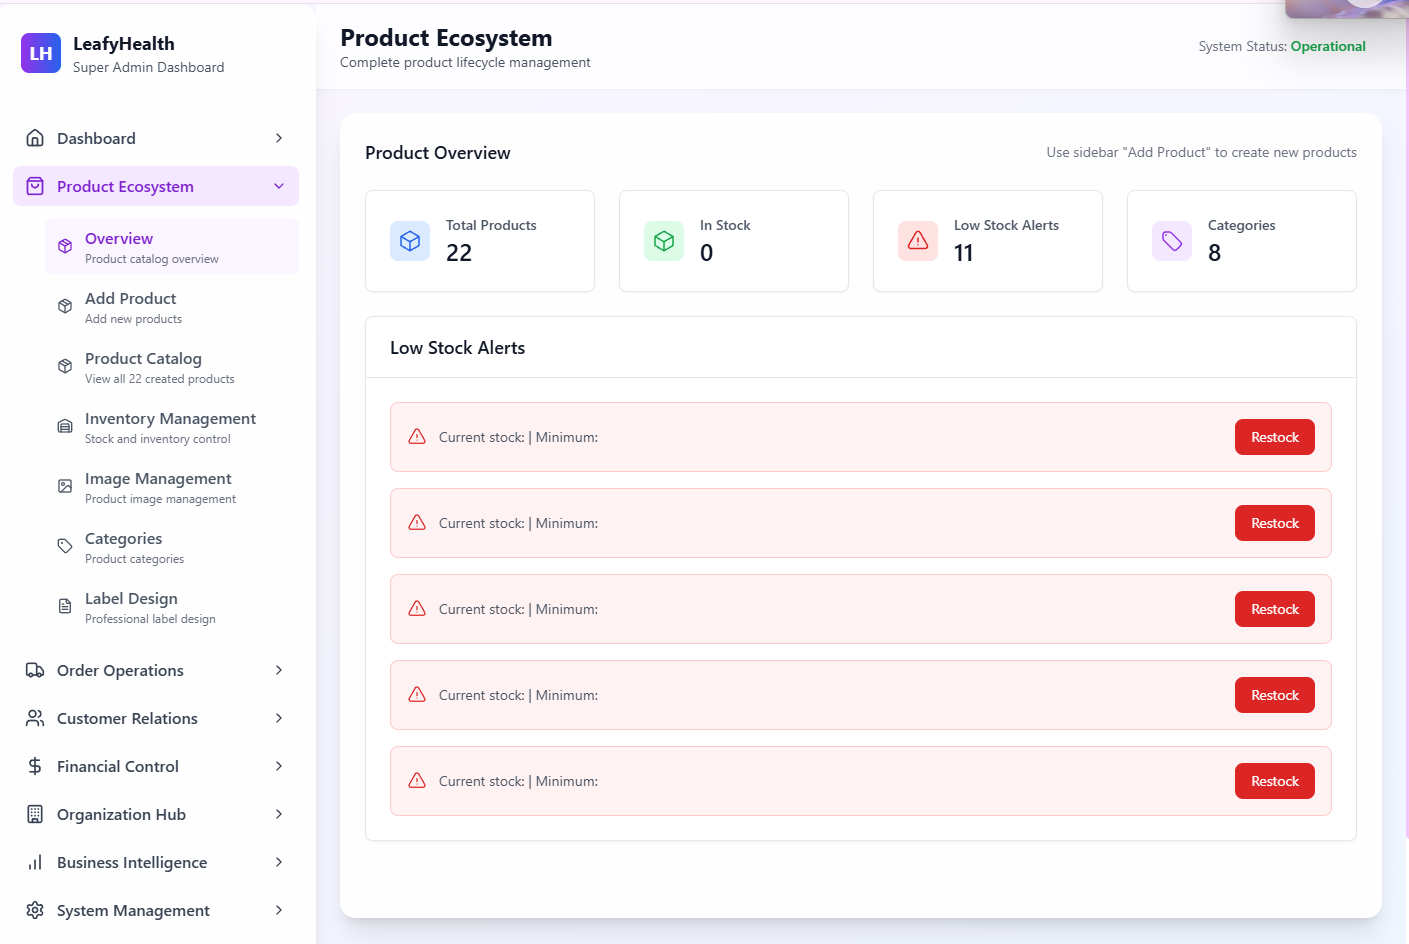 LH
LeafyHealth
Super Admin Dashboard
Dashboard
Product Ecosystem
Overview
Product catalog overview
Add Product
Add new products
Product Catalog
View all 22 created products
Inventory Management
Stock and inventory control
Image Management
Product image management
Categories
Product categories
Label Design
Professional label design
Order Operations
Customer Relations
Financial Control
Organization Hub
Business Intelligence
System Management
Product Ecosystem
Complete product lifecycle management
System Status: Operational
Product Overview
Use sidebar "Add Product" to create new products
Total Products
22
In Stock
0
Low Stock Alerts
11
Categories
8
Low Stock Alerts
Current stock: | Minimum:
Restock
Current stock: | Minimum:
Restock
Current stock: | Minimum:
Restock
Current stock: | Minimum:
Restock
Current stock: | Minimum:
Restock